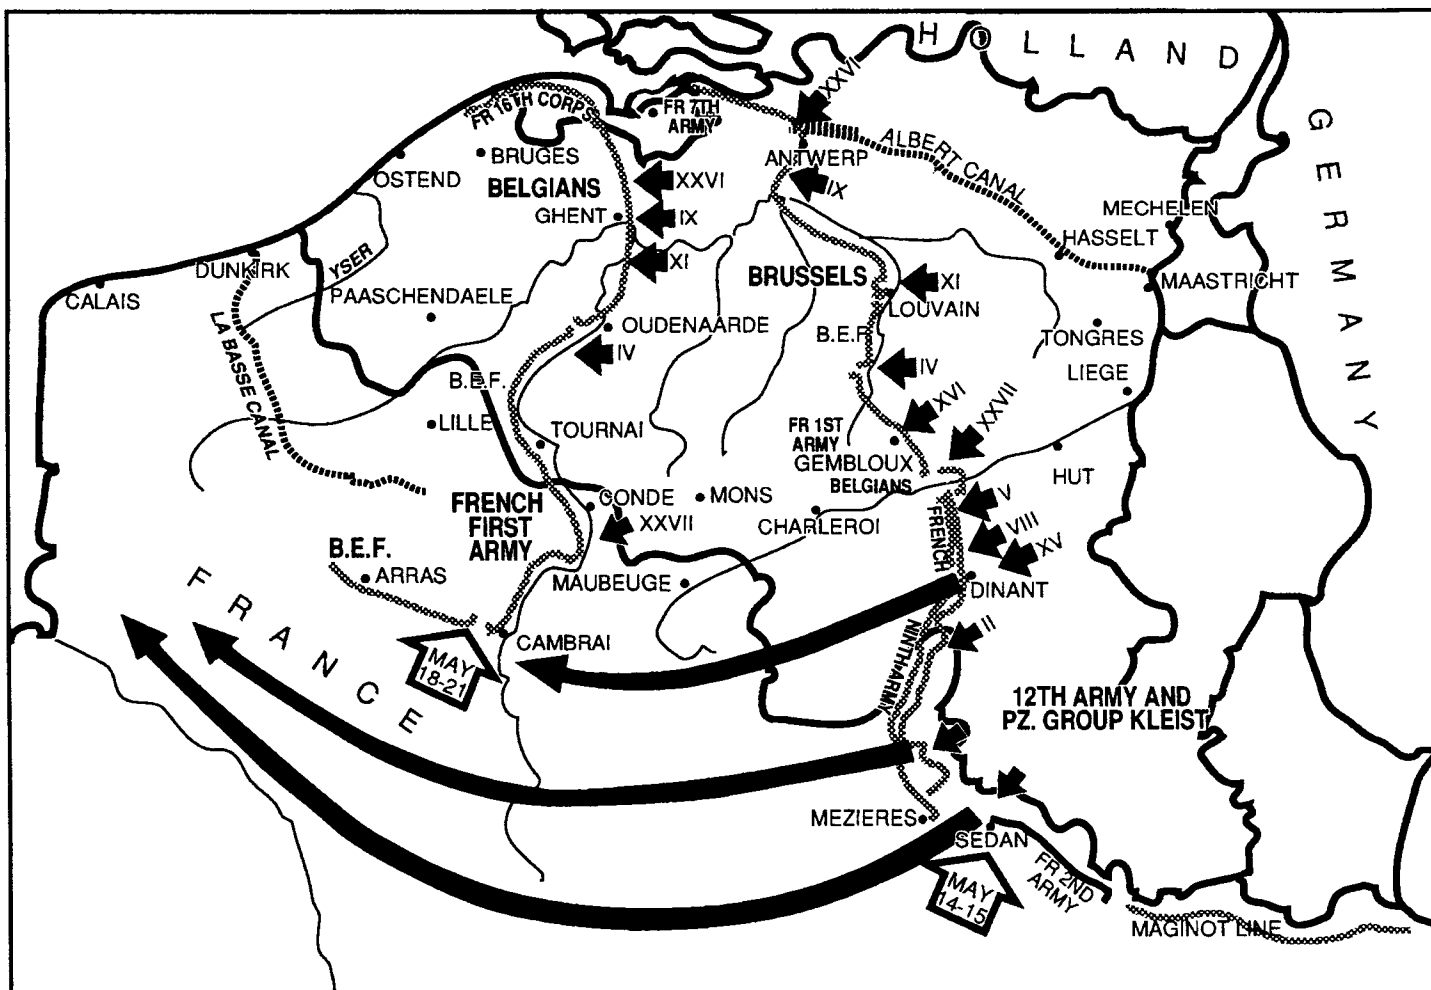 HOLLAND
GERMANY
XXVI
FR 16TH CORPS
FR 7TH
ARMY
ALBERT CANAL
BRUGES
ANTWERP
OSTEND
BELGIANS
XXVI
IX
GHENT
IX
MECHELEN
HASSELT
YSER
XI
DUNKIRK
BRUSSELS
XI
MAASTRICHT
CALAIS
PAASCHENDAELE
LOUVAIN
LA BASSE CANAL
OUDENAARDE
B.E.F.
TONGRES
IV
IV
LIEGE
B.E.F.
XVI
XXVII
LILLE
TOURNAI
FR 1ST
ARMY
GEMBLOUX
BELGIANS
HUT
FRENCH
FIRST
ARMY
CONDE
MONS
CHARLEROI
XXVII
FRENCH
V
VIII
XV
B.E.F.
ARRAS
MAUBEUGE
DINANT
FRANCE
CAMBRAI
II
NINTH ARMY
MAY
18-21
12TH ARMY AND
PZ. GROUP KLEIST
MEZIERES
SEDAN
MAY
14-15
FR 2ND
ARMY
MAGINOT LINE